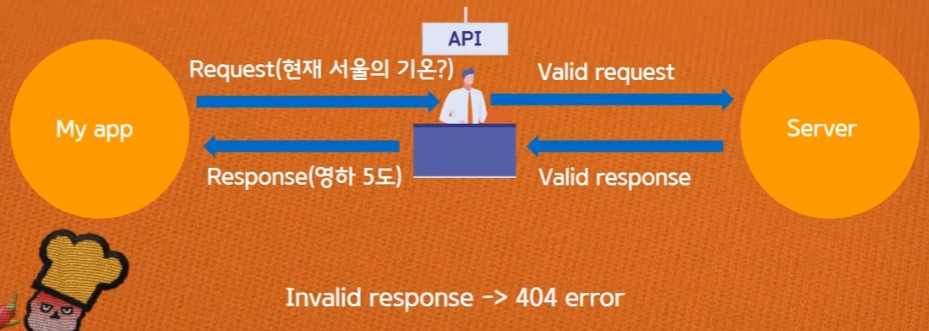 API
Request(현재 서울의 기온?)
Valid request
My app
Server
Response(영하 5도)
Valid response
Invalid response -> 404 error